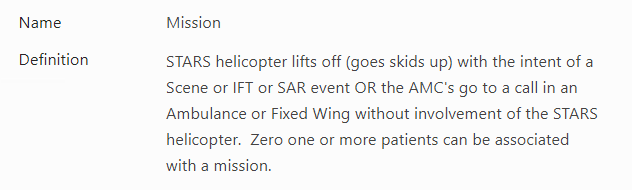 Name Mission
Definition STARS helicopter lifts off (goes skids up) with the intent of a
Scene or IFT or SAR event OR the AMC's go to a call in an
Ambulance or Fixed Wing without involvement of the STARS
helicopter.  Zero one or more patients can be associated
with a mission.